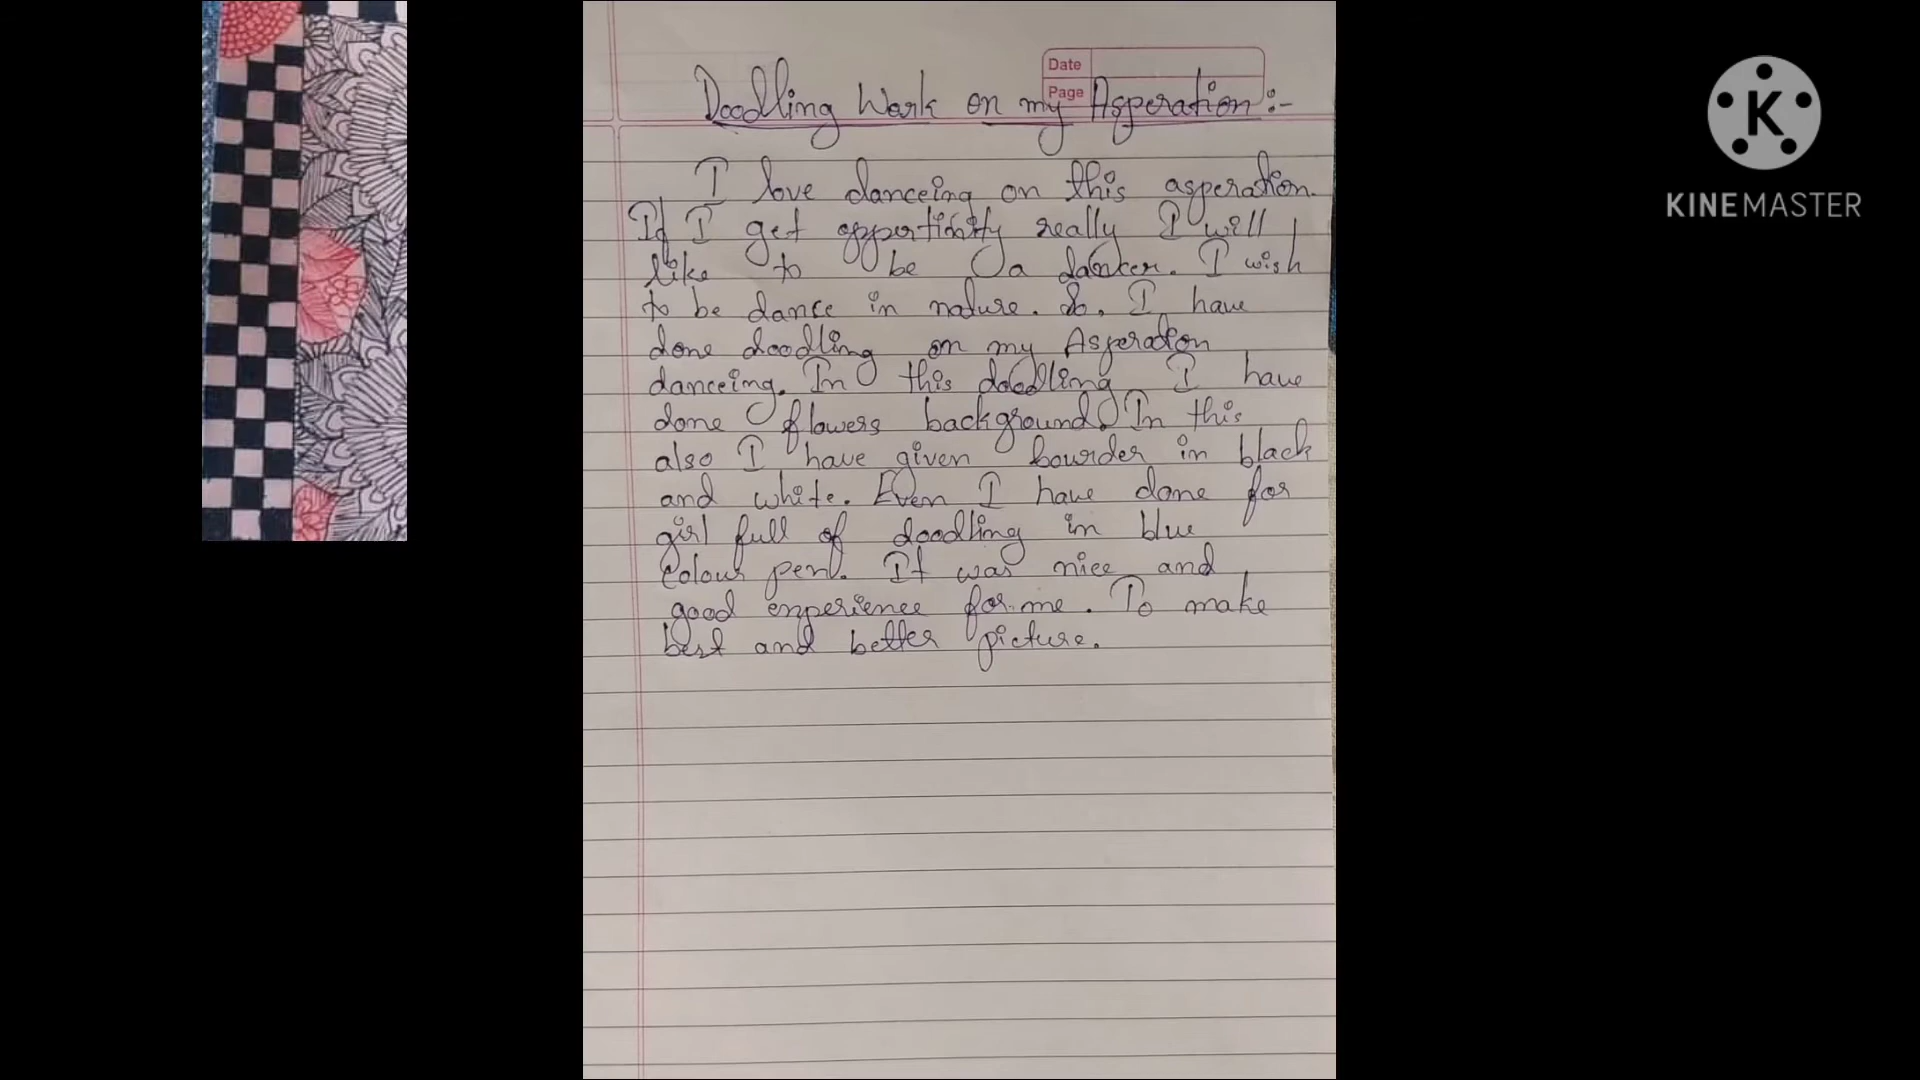 Date
Page
Doodling Work on my Asperation :-
I love danceing on this asperation.
If I get oppertinity really I will
like to be a danker. I wish
to be dance in nature. So, I have
done doodling on my Asperation
danceing. In this doodling I have
done flowers background. In this
also I have given bourder in black
and white. Even I have done for
girl full of doodling in blue
colour pen. It was nice and
good experience for me. To make
best and better picture.
K
KINEMASTER